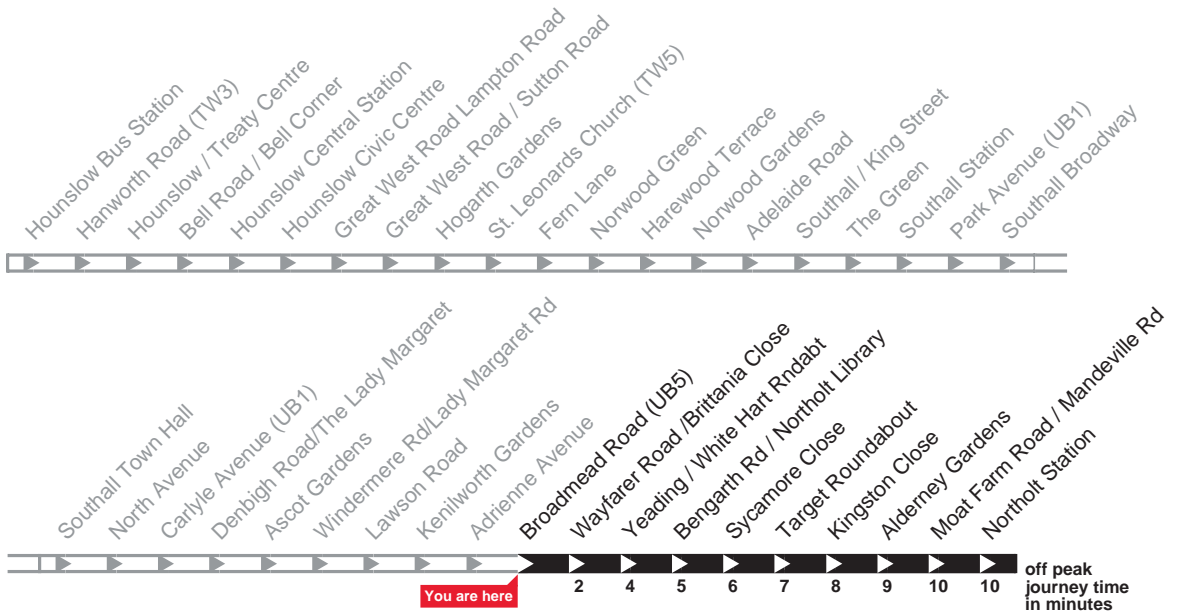 Hounslow Bus Station
Hanworth Road (TW3)
Hounslow / Treaty Centre
Bell Road / Bell Corner
Hounslow Central Station
Hounslow Civic Centre
Great West Road Lampton Road
Great West Road / Sutton Road
Hogarth Gardens
St. Leonards Church (TW5)
Fern Lane
Norwood Green
Harewood Terrace
Norwood Gardens
Adelaide Road
Southall / King Street
The Green
Southall Station
Park Avenue (UB1)
Southall Broadway
Southall Town Hall
North Avenue
Carlyle Avenue (UB1)
Denbigh Road/The Lady Margaret
Ascot Gardens
Windermere Rd/Lady Margaret Rd
Lawson Road
Kenilworth Gardens
Adrienne Avenue
Broadmead Road (UB5)
Wayfarer Road /Brittania Close
Yeading / White Hart Rndabt
Bengarth Rd / Northolt Library
Sycamore Close
Target Roundabout
Kingston Close
Alderney Gardens
Moat Farm Road / Mandeville Rd
Northolt Station
You are here
2 4 5 6 7 8 9 10 10
off peak
journey time
in minutes